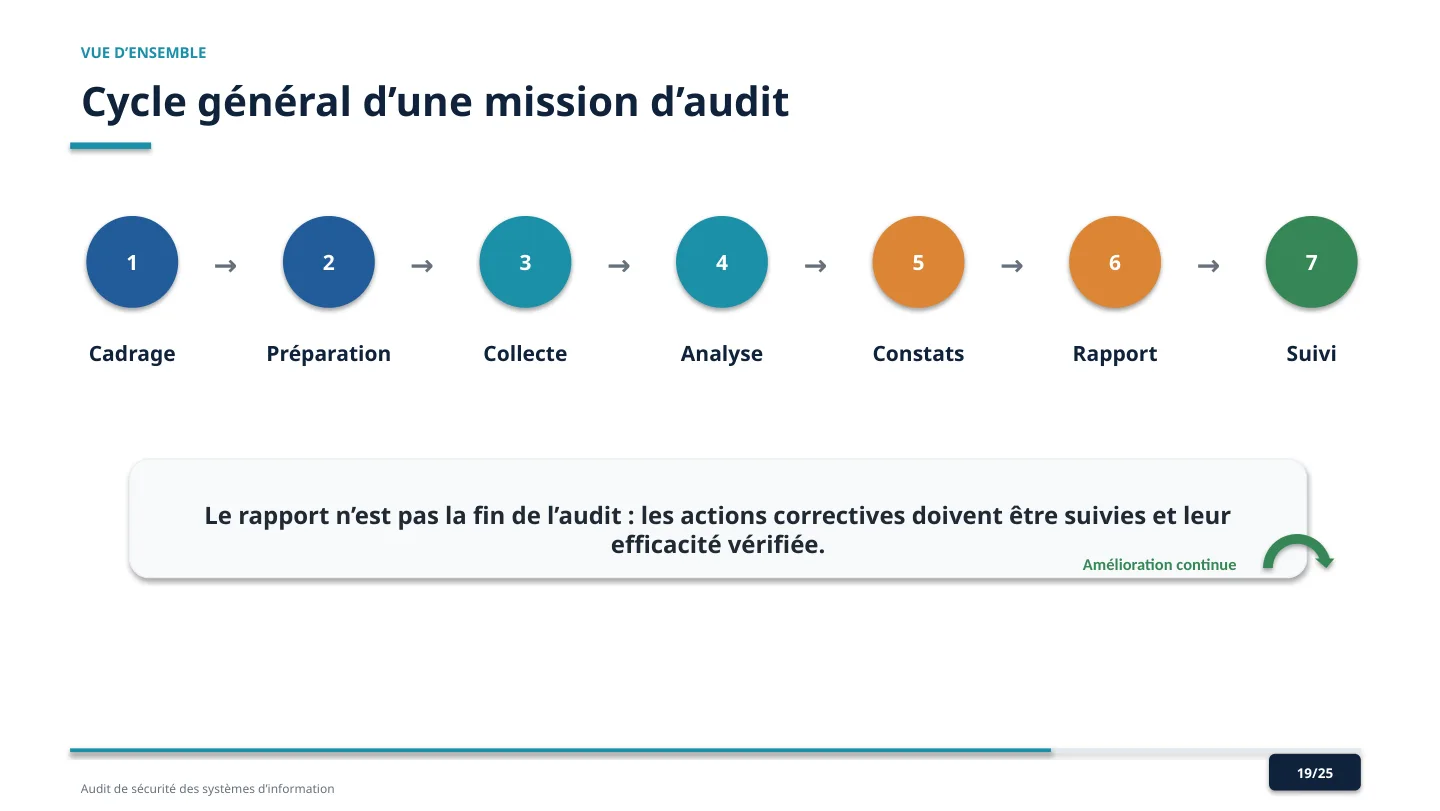 VUE D’ENSEMBLE
Cycle général d’une mission d’audit
1 → 2 → 3 → 4 → 5 → 6 → 7
Cadrage Préparation Collecte Analyse Constats Rapport Suivi
Le rapport n’est pas la fin de l’audit : les actions correctives doivent être suivies et leur
efficacité vérifiée.
Amélioration continue
19/25
Audit de sécurité des systèmes d’information